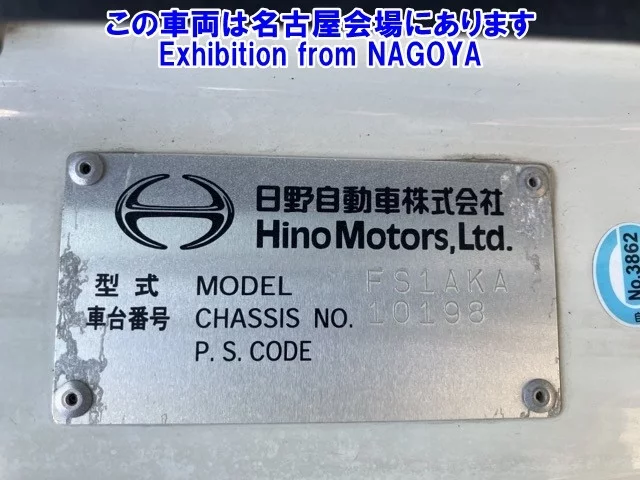 この車両は名古屋会場にあります
Exhibition from NAGOYA
日野自動車株式会社
Hino Motors, Ltd.
型式 MODEL FS1AKA
車台番号 CHASSIS NO. 10198
P. S. CODE
No.3862